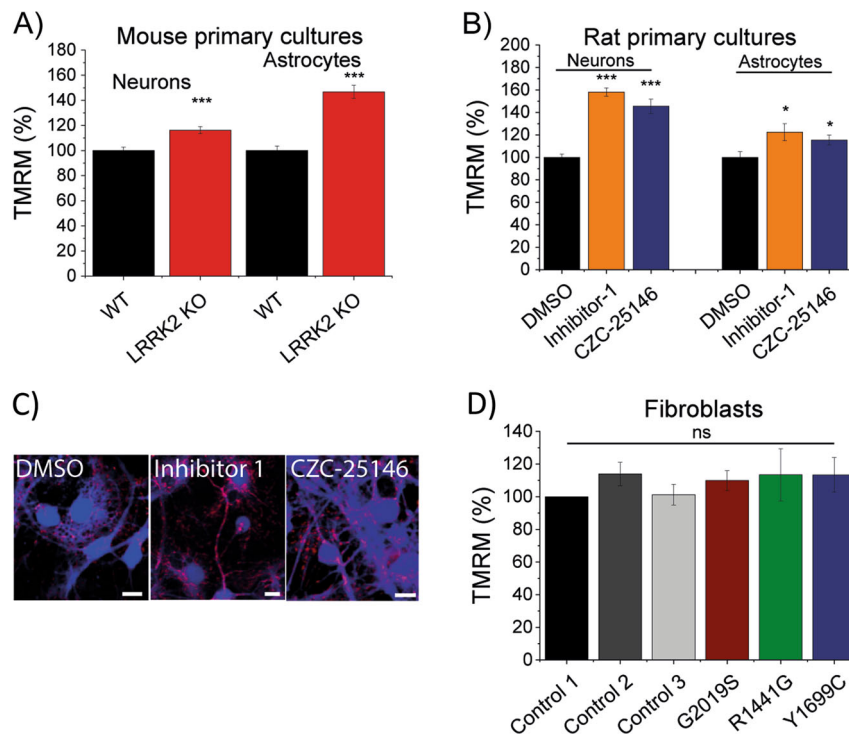 A)
Mouse primary cultures
Neurons
Astrocytes
***
***
TMRM (%)
180
160
140
120
100
80
60
40
20
0
WT
LRRK2 KO
WT
LRRK2 KO
B)
Rat primary cultures
Neurons
Astrocytes
***
***
*
*
TMRM (%)
200
180
160
140
120
100
80
60
40
20
0
DMSO
Inhibitor-1
CZC-25146
DMSO
Inhibitor-1
CZC-25146
C)
DMSO
Inhibitor 1
CZC-25146
D)
Fibroblasts
ns
TMRM (%)
140
120
100
80
60
40
20
0
Control 1
Control 2
Control 3
G2019S
R1441G
Y1699C